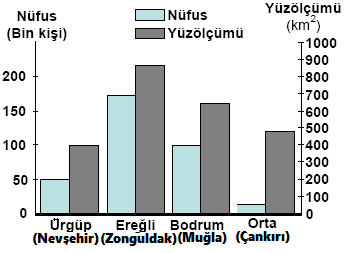 Nüfus
(Bin kişi)
Nüfus
Yüzölçümü
Yüzölçümü
(km²)
200
150
100
50
0
1000
900
800
700
600
500
400
300
200
100
0
Ürgüp
(Nevşehir)
Ereğli
(Zonguldak)
Bodrum
(Muğla)
Orta
(Çankırı)